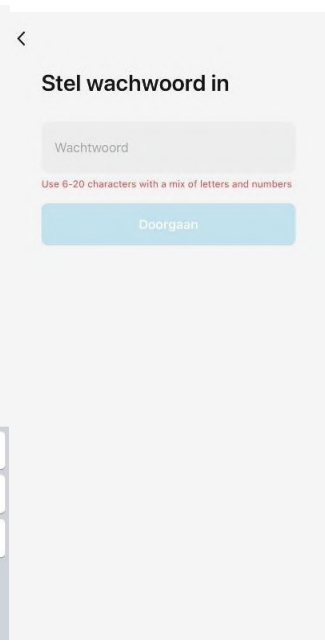 Stel wachwoord in
Wachtwoord
Use 6-20 characters with a mix of letters and numbers
Doorgaan